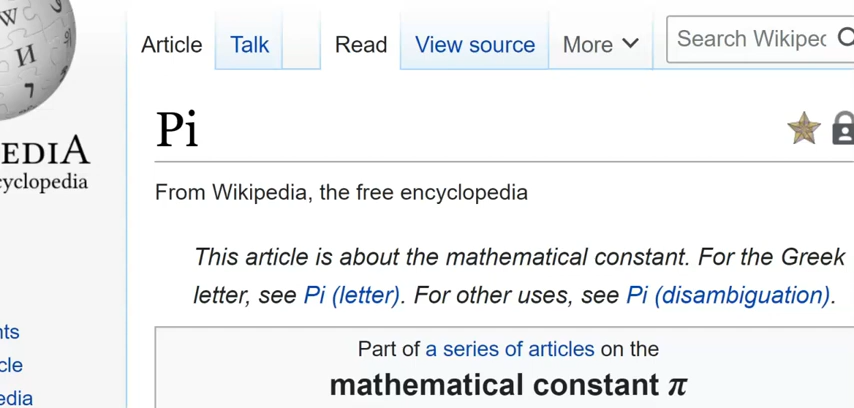 Article Talk Read View source More Search Wikipec
Pi
EDIA
cyclopedia
From Wikipedia, the free encyclopedia
This article is about the mathematical constant. For the Greek
letter, see Pi (letter). For other uses, see Pi (disambiguation).
nts
cle
edia
Part of a series of articles on the
mathematical constant π